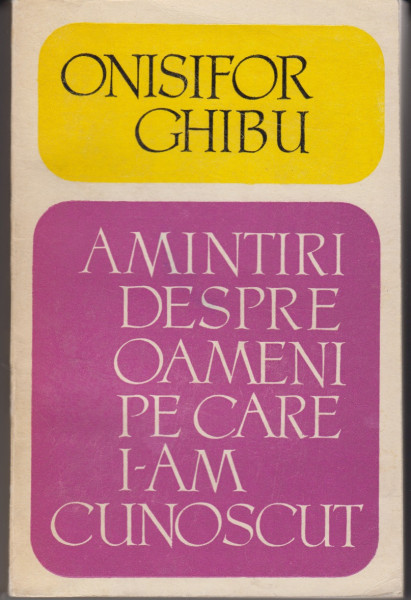 ONISIFOR
GHIBU
AMINTIRI
DESPRE
OAMENI
PE CARE
I-AM
CUNOSCUT